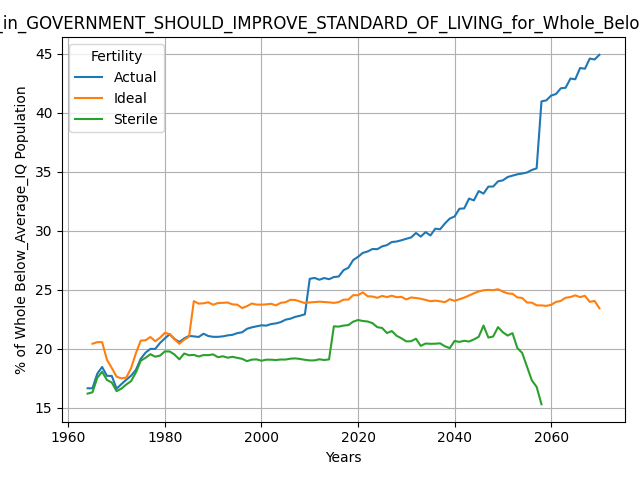 _in_GOVERNMENT_SHOULD_IMPROVE_STANDARD_OF_LIVING_for_Whole_Belo
% of Whole Below_Average_IQ Population
Fertility
Actual
Ideal
Sterile
45
40
35
30
25
20
15
1960 1980 2000 2020 2040 2060
Years